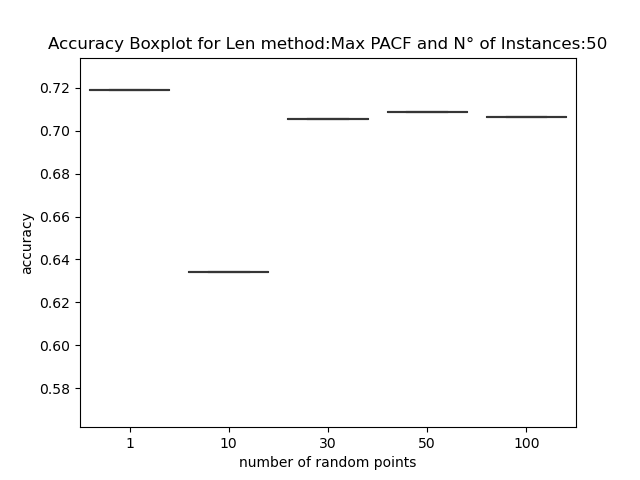 Accuracy Boxplot for Len method:Max PACF and N° of Instances:50
0.72
0.70
0.68
0.66
0.64
0.62
0.60
0.58
accuracy
1 10 30 50 100
number of random points